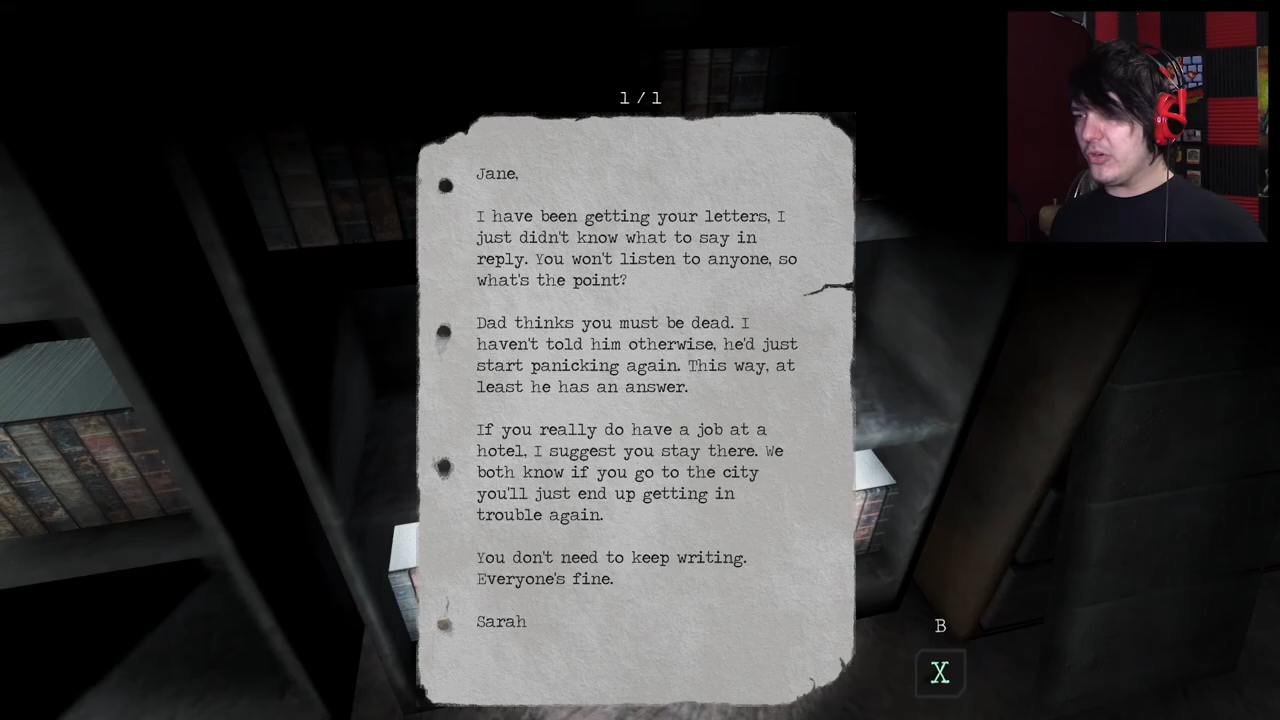 1/1
Jane,
I have been getting your letters, I
just didn't know what to say in
reply. You won't listen to anyone, so
what's the point?
Dad thinks you must be dead. I
haven't told him otherwise, he'd just
start panicking again. This way, at
least he has an answer.
If you really do have a job at a
hotel, I suggest you stay there. We
both know if you go to the city
you'll just end up getting in
trouble again.
You don't need to keep writing.
Everyone's fine.
Sarah
B
X